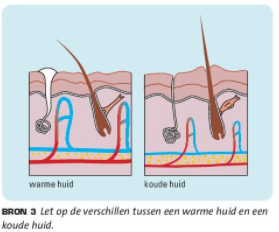 warme huid
koude huid
BRON 3 Let op de verschillen tussen een warme huid en een
koude huid.